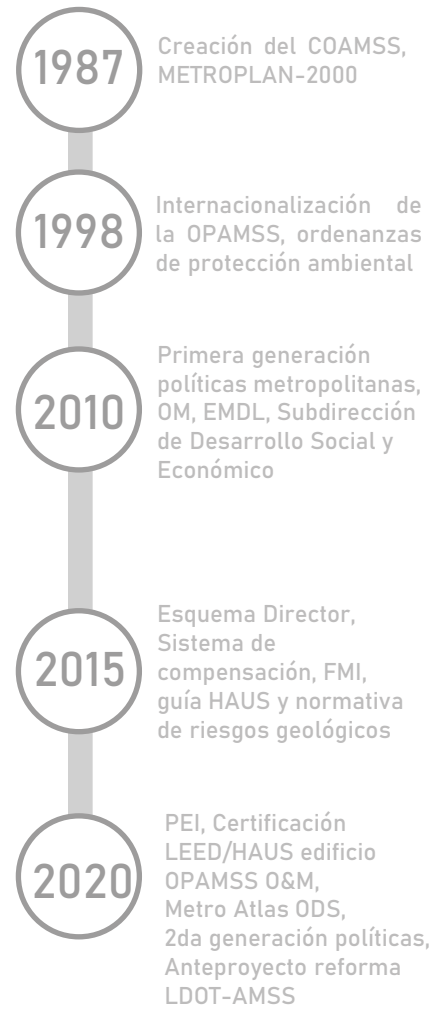 1987
Creación del COAMSS,
METROPLAN-2000
1998
Internacionalización de
la OPAMSS, ordenanzas
de protección ambiental
2010
Primera generación
políticas metropolitanas,
OM, EMDL, Subdirección
de Desarrollo Social y
Económico
2015
Esquema Director,
Sistema de
compensación, FMI,
guía HAUS y normativa
de riesgos geológicos
2020
PEI, Certificación
LEED/HAUS edificio
OPAMSS O&M,
Metro Atlas ODS,
2da generación políticas,
Anteproyecto reforma
LDOT-AMSS